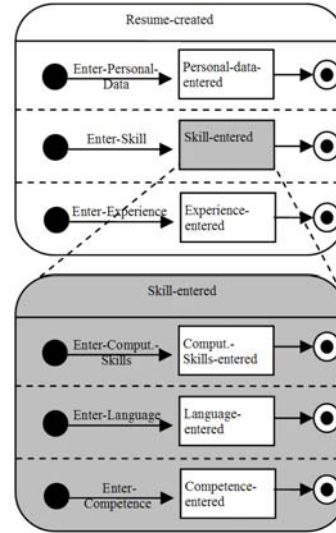 Resume-created
Enter-Personal-
Data
Personal-data-
entered
Enter-Skill
Skill-entered
Enter-Experience
Experience-
entered
Skill-entered
Enter-Comput.-
Skills
Comput.-
Skills-entered
Enter-Language
Language-
entered
Enter-
Competence
Competence-
entered